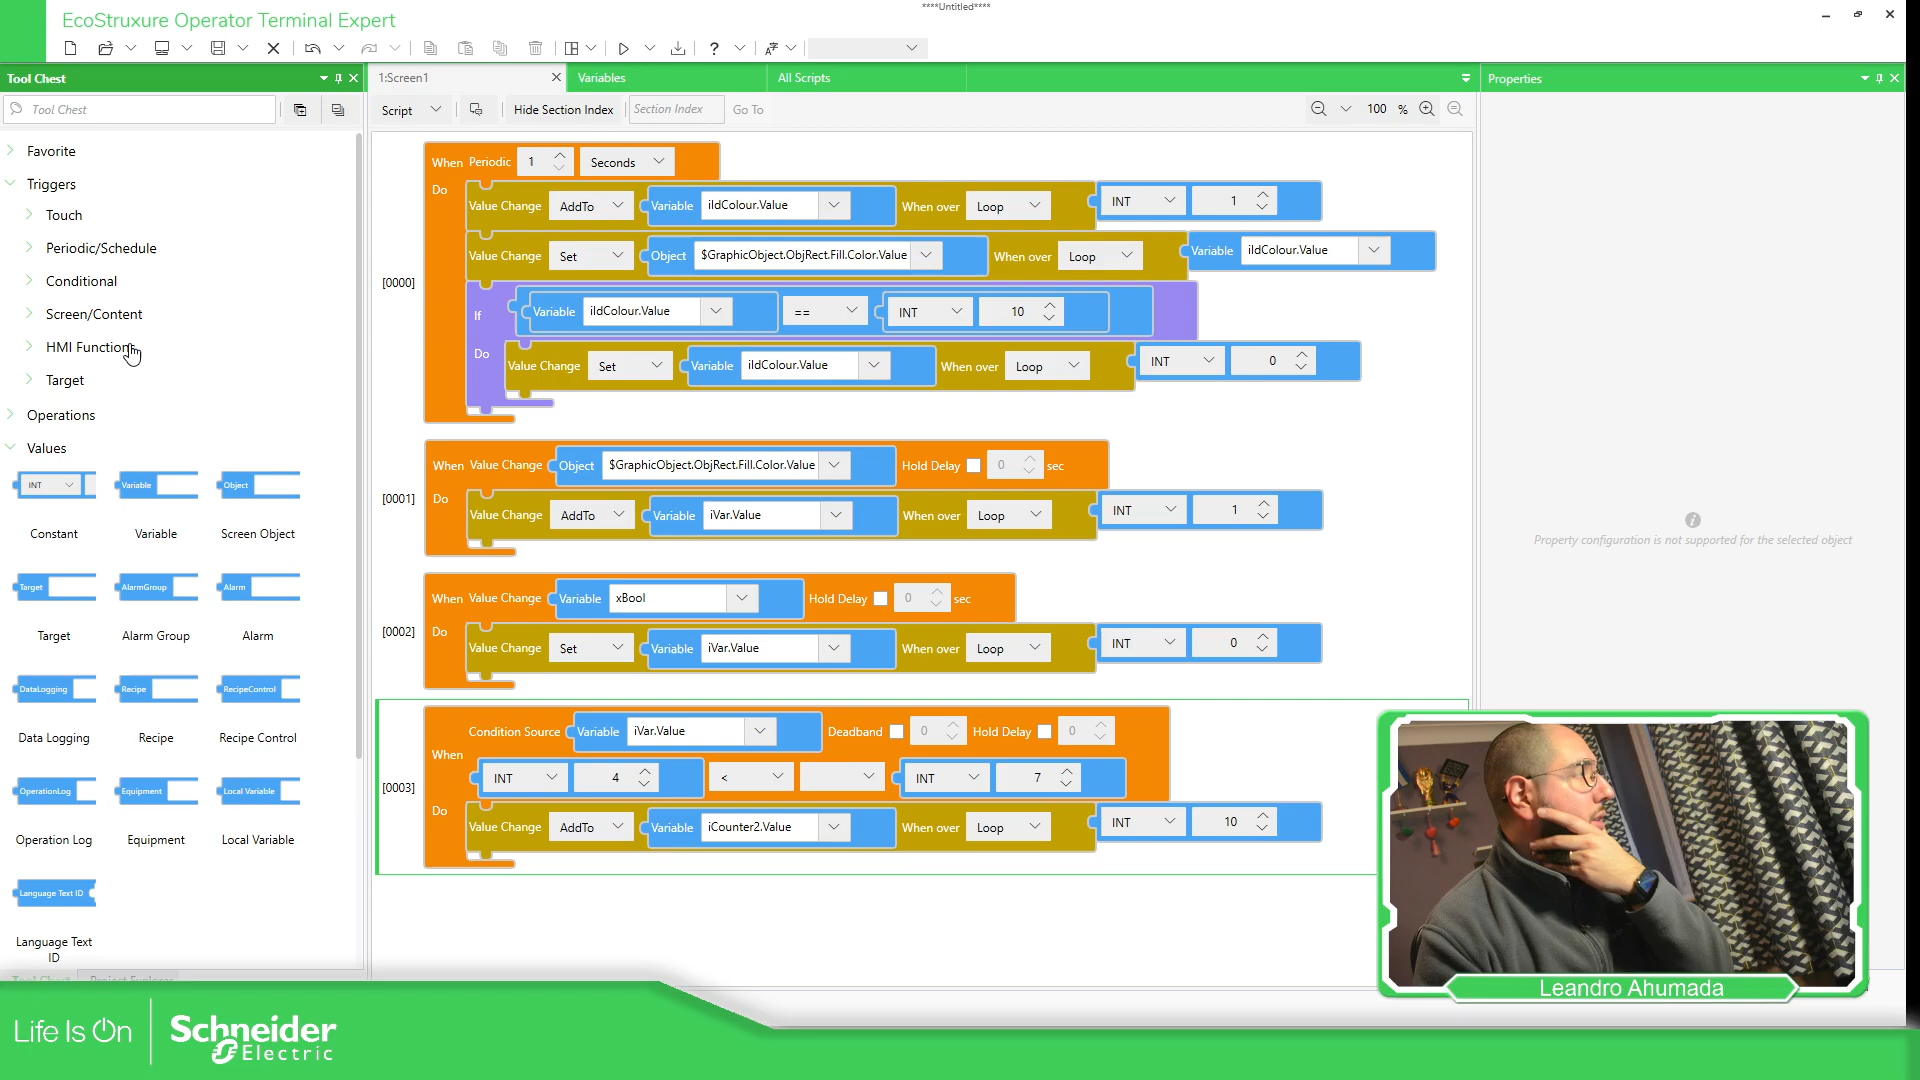 ****Untitled****
EcoStruxure Operator Terminal Expert
Tool Chest
1:Screen1
Variables
All Scripts
Properties
Tool Chest
Script
Hide Section Index
Section Index
Go To
100 %
Favorite
Triggers
Touch
Periodic/Schedule
Conditional
Screen/Content
HMI Function
Target
Operations
Values
INT
Variable
Object
Constant
Variable
Screen Object
Target
AlarmGroup
Alarm
Target
Alarm Group
Alarm
DataLogging
Recipe
RecipeControl
Data Logging
Recipe
Recipe Control
OperationLog
Equipment
Local Variable
Operation Log
Equipment
Local Variable
Language Text ID
Language Text
ID
Tool Chest
Project Explorer
When Periodic 1 Seconds
Do
[0000]
Value Change AddTo Variable iIdColour.Value When over Loop INT 1
Value Change Set Object $GraphicObject.ObjRect.Fill.Color.Value When over Loop Variable iIdColour.Value
If Variable iIdColour.Value == INT 10
Do Value Change Set Variable iIdColour.Value When over Loop INT 0
When Value Change Object $GraphicObject.ObjRect.Fill.Color.Value Hold Delay 0 sec
[0001] Do
Value Change AddTo Variable iVar.Value When over Loop INT 1
When Value Change Variable xBool Hold Delay 0 sec
[0002] Do
Value Change Set Variable iVar.Value When over Loop INT 0
Condition Source Variable iVar.Value Deadband 0 Hold Delay 0
When
INT 4 < INT 7
[0003]
Do
Value Change AddTo Variable iCounter2.Value When over Loop INT 10
Property configuration is not supported for the selected object
Leandro Ahumada
Life Is On
Schneider
Electric